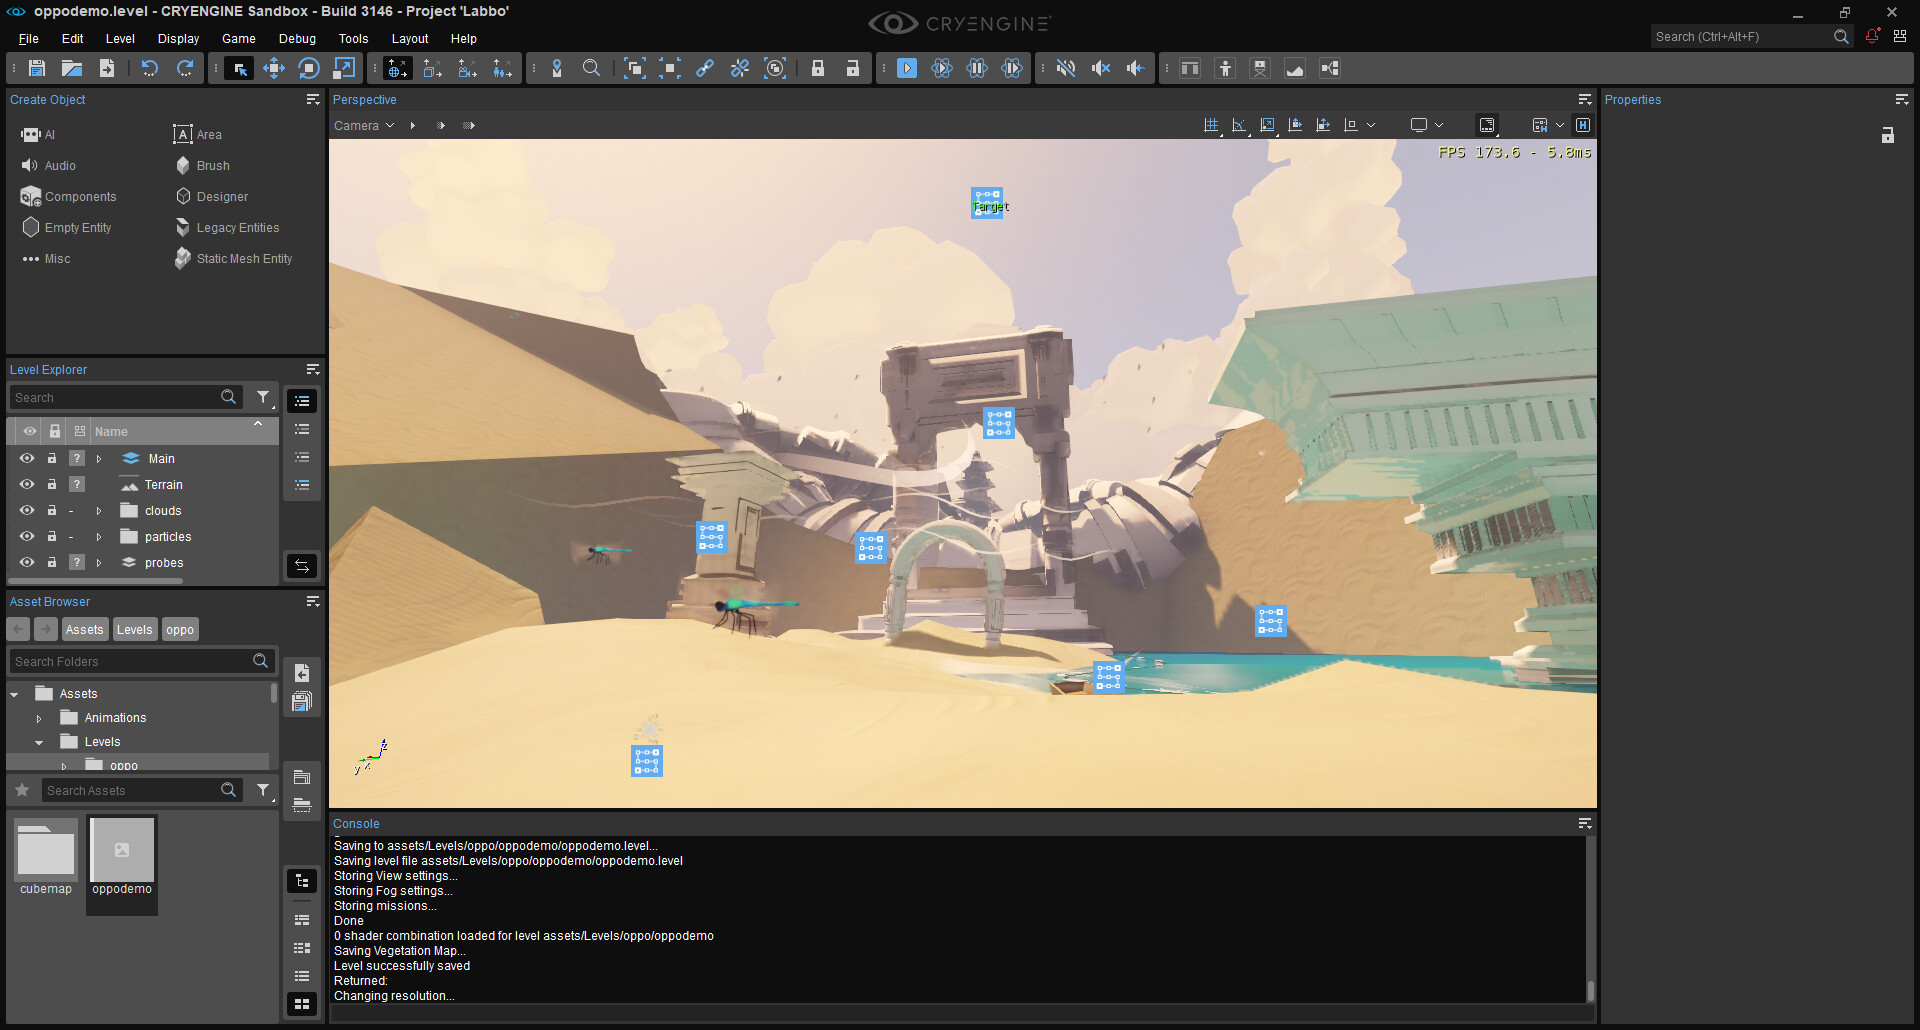 oppodemo.level - CRYENGINE Sandbox - Build 3146 - Project 'Labbo'
CRYENGINE
File Edit Level Display Game Debug Tools Layout Help
Search (Ctrl+Alt+F)
Create Object
AI Area
Audio Brush
Components Designer
Empty Entity Legacy Entities
Misc Static Mesh Entity
Level Explorer
Search
Name
? Main
? Terrain
- clouds
- particles
? probes
Asset Browser
Assets Levels oppo
Search Folders
Assets
Animations
Levels
oppo
Search Assets
cubemap oppodemo
Perspective
Camera
H
FPS 173.6 - 5.8ms
Target
z
y x
Console
Saving to assets/Levels/oppo/oppodemo/oppodemo.level...
Saving level file assets/Levels/oppo/oppodemo/oppodemo.level
Storing View settings...
Storing Fog settings...
Storing missions...
Done
0 shader combination loaded for level assets/Levels/oppo/oppodemo
Saving Vegetation Map...
Level successfully saved
Returned:
Changing resolution...
Properties